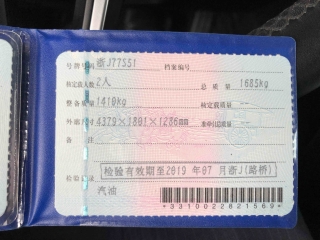 号牌号码 浙J77S51 档案编号
核定载人数 2人 总质量 1685kg
整备质量 1410kg 核定载质量 --
外廓尺寸 4379×1801×1286mm 准牵引总质量 --
备注
检验有效期至2019年07月浙J(路桥)
检验记录
汽油
*3310022821569*